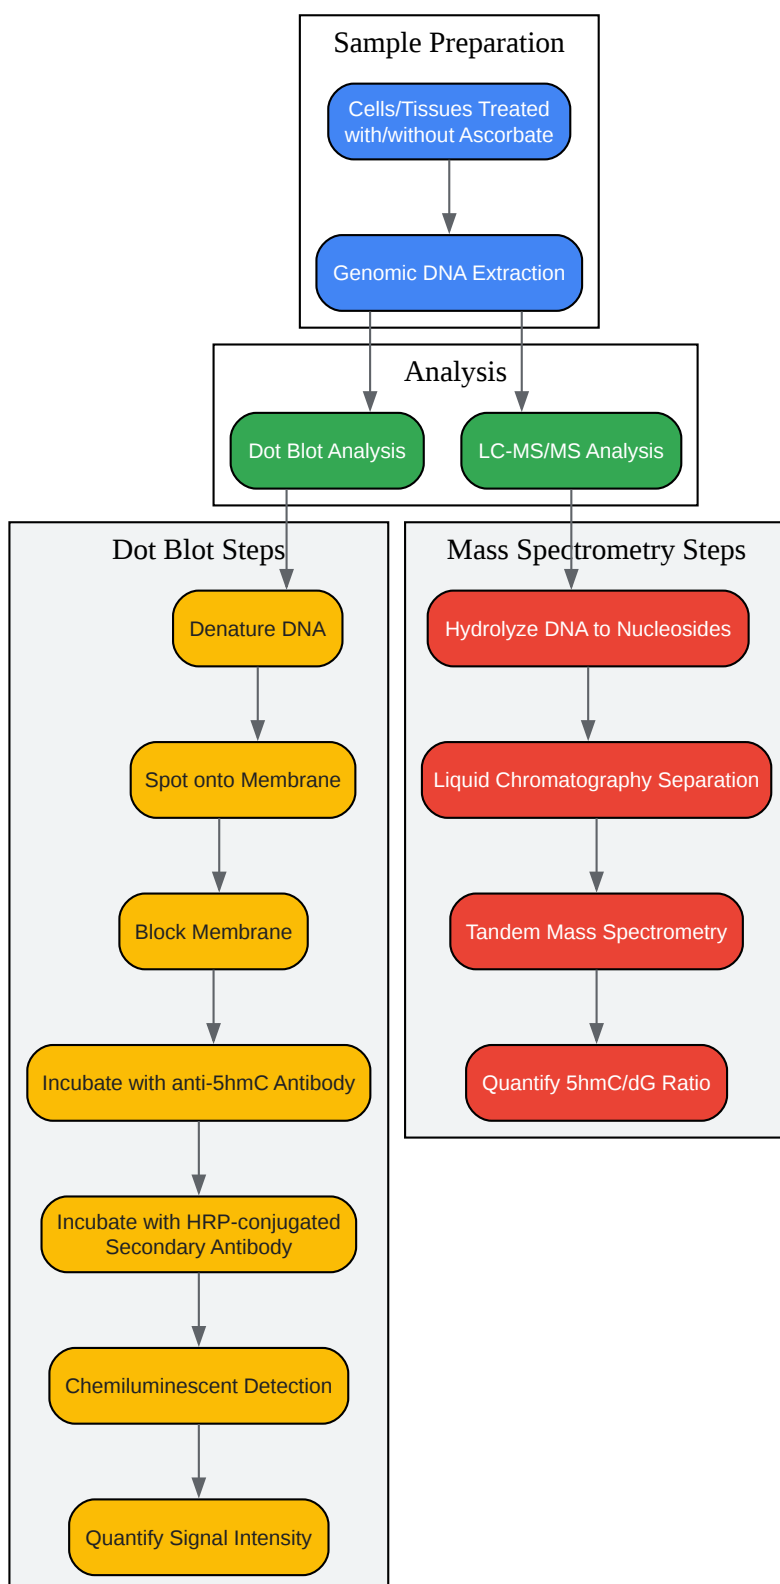 Sample Preparation
Cells/Tissues Treated
with/without Ascorbate
Genomic DNA Extraction
Analysis
Dot Blot Analysis
LC-MS/MS Analysis
Dot Blot Steps
Denature DNA
Spot onto Membrane
Block Membrane
Incubate with anti-5hmC Antibody
Incubate with HRP-conjugated
Secondary Antibody
Chemiluminescent Detection
Quantify Signal Intensity
Mass Spectrometry Steps
Hydrolyze DNA to Nucleosides
Liquid Chromatography Separation
Tandem Mass Spectrometry
Quantify 5hmC/dG Ratio